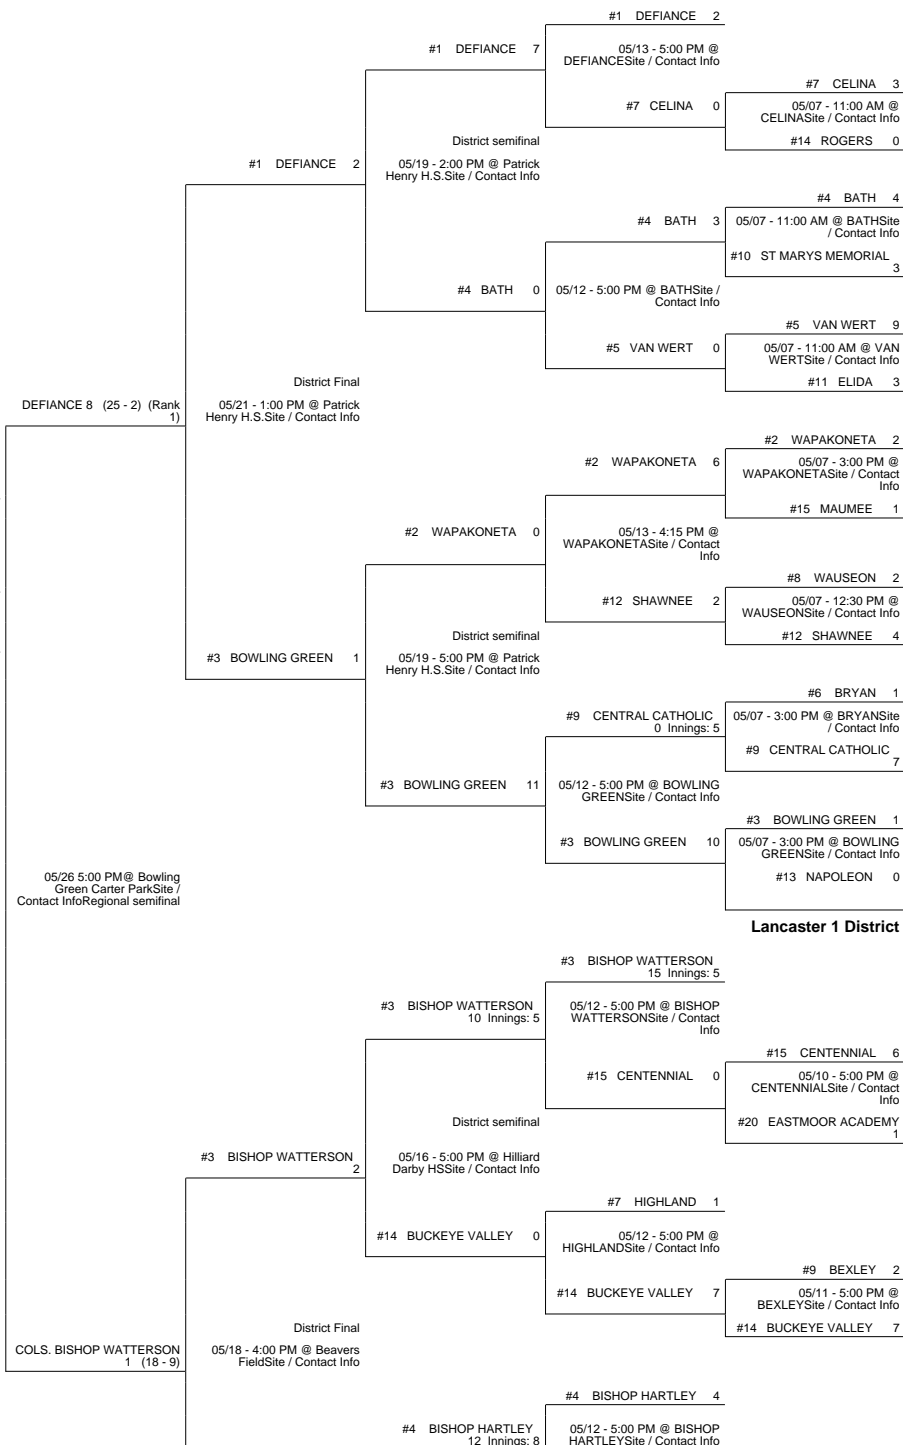 #1 DEFIANCE 2
#1 DEFIANCE 7
05/13 - 5:00 PM @
DEFIANCESite / Contact Info
#7 CELINA 3
#7 CELINA 0
05/07 - 11:00 AM @
CELINASite / Contact Info
#14 ROGERS 0
District semifinal
#1 DEFIANCE 2
05/19 - 2:00 PM @ Patrick
Henry H.S.Site / Contact Info
#4 BATH 4
#4 BATH 3
05/07 - 11:00 AM @ BATHSite
/ Contact Info
#10 ST MARYS MEMORIAL
3
#4 BATH 0
05/12 - 5:00 PM @ BATHSite /
Contact Info
#5 VAN WERT 9
#5 VAN WERT 0
05/07 - 11:00 AM @ VAN
WERTSite / Contact Info
#11 ELIDA 3
District Final
DEFIANCE 8 (25 - 2) (Rank
1)
05/21 - 1:00 PM @ Patrick
Henry H.S.Site / Contact Info
#2 WAPAKONETA 2
#2 WAPAKONETA 6
05/07 - 3:00 PM @
WAPAKONETASite / Contact
Info
#15 MAUMEE 1
#2 WAPAKONETA 0
05/13 - 4:15 PM @
WAPAKONETASite / Contact
Info
#8 WAUSEON 2
#12 SHAWNEE 2
05/07 - 12:30 PM @
WAUSEONSite / Contact Info
#12 SHAWNEE 4
District semifinal
#3 BOWLING GREEN 1
05/19 - 5:00 PM @ Patrick
Henry H.S.Site / Contact Info
#6 BRYAN 1
#9 CENTRAL CATHOLIC
0 Innings: 5
05/07 - 3:00 PM @ BRYANSite
/ Contact Info
#9 CENTRAL CATHOLIC
7
#3 BOWLING GREEN 11
05/12 - 5:00 PM @ BOWLING
GREENSite / Contact Info
#3 BOWLING GREEN 1
#3 BOWLING GREEN 10
05/07 - 3:00 PM @ BOWLING
GREENSite / Contact Info
#13 NAPOLEON 0
05/26 5:00 PM@ Bowling
Green Carter ParkSite /
Contact InfoRegional semifinal
Lancaster 1 District
#3 BISHOP WATTERSON
15 Innings: 5
#3 BISHOP WATTERSON
10 Innings: 5
05/12 - 5:00 PM @ BISHOP
WATTERSONSite / Contact
Info
#15 CENTENNIAL 6
#15 CENTENNIAL 0
05/10 - 5:00 PM @
CENTENNIALSite / Contact
Info
#20 EASTMOOR ACADEMY
1
District semifinal
#3 BISHOP WATTERSON
2
05/16 - 5:00 PM @ Hilliard
Darby HSSite / Contact Info
#7 HIGHLAND 1
#14 BUCKEYE VALLEY 0
05/12 - 5:00 PM @
HIGHLANDSite / Contact Info
#9 BEXLEY 2
#14 BUCKEYE VALLEY 7
05/11 - 5:00 PM @
BEXLEYSite / Contact Info
#14 BUCKEYE VALLEY 7
District Final
COLS. BISHOP WATTERSON
1 (18 - 9)
05/18 - 4:00 PM @ Beavers
FieldSite / Contact Info
#4 BISHOP HARTLEY 4
#4 BISHOP HARTLEY
12 Innings: 8
05/12 - 5:00 PM @ BISHOP
HARTLEYSite / Contact Info